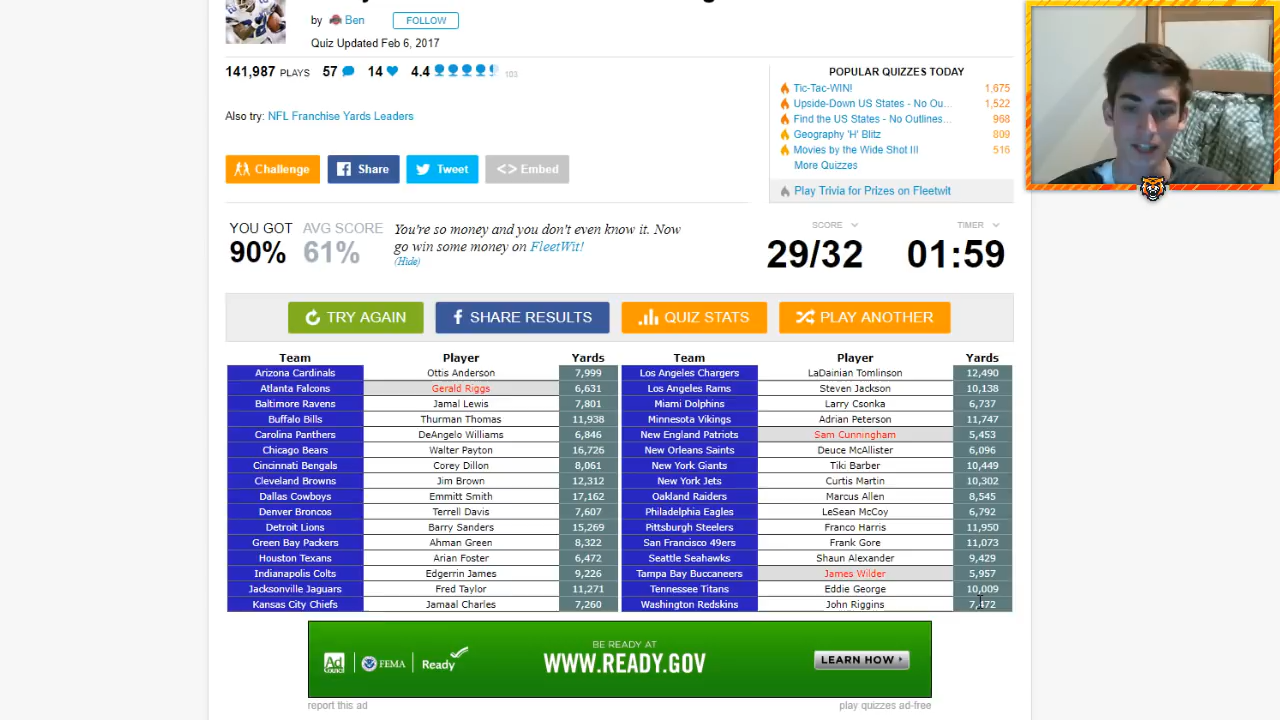 by Ben FOLLOW
Quiz Updated Feb 6, 2017
141,987 PLAYS 57 14 4.4 103
Also try: NFL Franchise Yards Leaders
Challenge Share Tweet <> Embed
POPULAR QUIZZES TODAY
Tic-Tac-WIN! 1,675
Upside-Down US States - No Ou... 1,522
Find the US States - No Outlines... 968
Geography 'H' Blitz 809
Movies by the Wide Shot III 516
More Quizzes
Play Trivia for Prizes on Fleetwit
YOU GOT AVG SCORE
90% 61%
You're so money and you don't even know it. Now
go win some money on FleetWit!
(Hide)
SCORE TIMER
29/32 01:59
TRY AGAIN SHARE RESULTS QUIZ STATS PLAY ANOTHER
Team Player Yards Team Player Yards
Arizona Cardinals Ottis Anderson 7,999 Los Angeles Chargers LaDainian Tomlinson 12,490
Atlanta Falcons Gerald Riggs 6,631 Los Angeles Rams Steven Jackson 10,138
Baltimore Ravens Jamal Lewis 7,801 Miami Dolphins Larry Csonka 6,737
Buffalo Bills Thurman Thomas 11,938 Minnesota Vikings Adrian Peterson 11,747
Carolina Panthers DeAngelo Williams 6,846 New England Patriots Sam Cunningham 5,453
Chicago Bears Walter Payton 16,726 New Orleans Saints Deuce McAllister 6,096
Cincinnati Bengals Corey Dillon 8,061 New York Giants Tiki Barber 10,449
Cleveland Browns Jim Brown 12,312 New York Jets Curtis Martin 10,302
Dallas Cowboys Emmitt Smith 17,162 Oakland Raiders Marcus Allen 8,545
Denver Broncos Terrell Davis 7,607 Philadelphia Eagles LeSean McCoy 6,792
Detroit Lions Barry Sanders 15,269 Pittsburgh Steelers Franco Harris 11,950
Green Bay Packers Ahman Green 8,322 San Francisco 49ers Frank Gore 11,073
Houston Texans Arian Foster 6,472 Seattle Seahawks Shaun Alexander 9,429
Indianapolis Colts Edgerrin James 9,226 Tampa Bay Buccaneers James Wilder 5,957
Jacksonville Jaguars Fred Taylor 11,271 Tennessee Titans Eddie George 10,009
Kansas City Chiefs Jamaal Charles 7,260 Washington Redskins John Riggins
Ad Council FEMA Ready
BE READY AT
WWW.READY.GOV
LEARN HOW
report this ad play quizzes ad-free